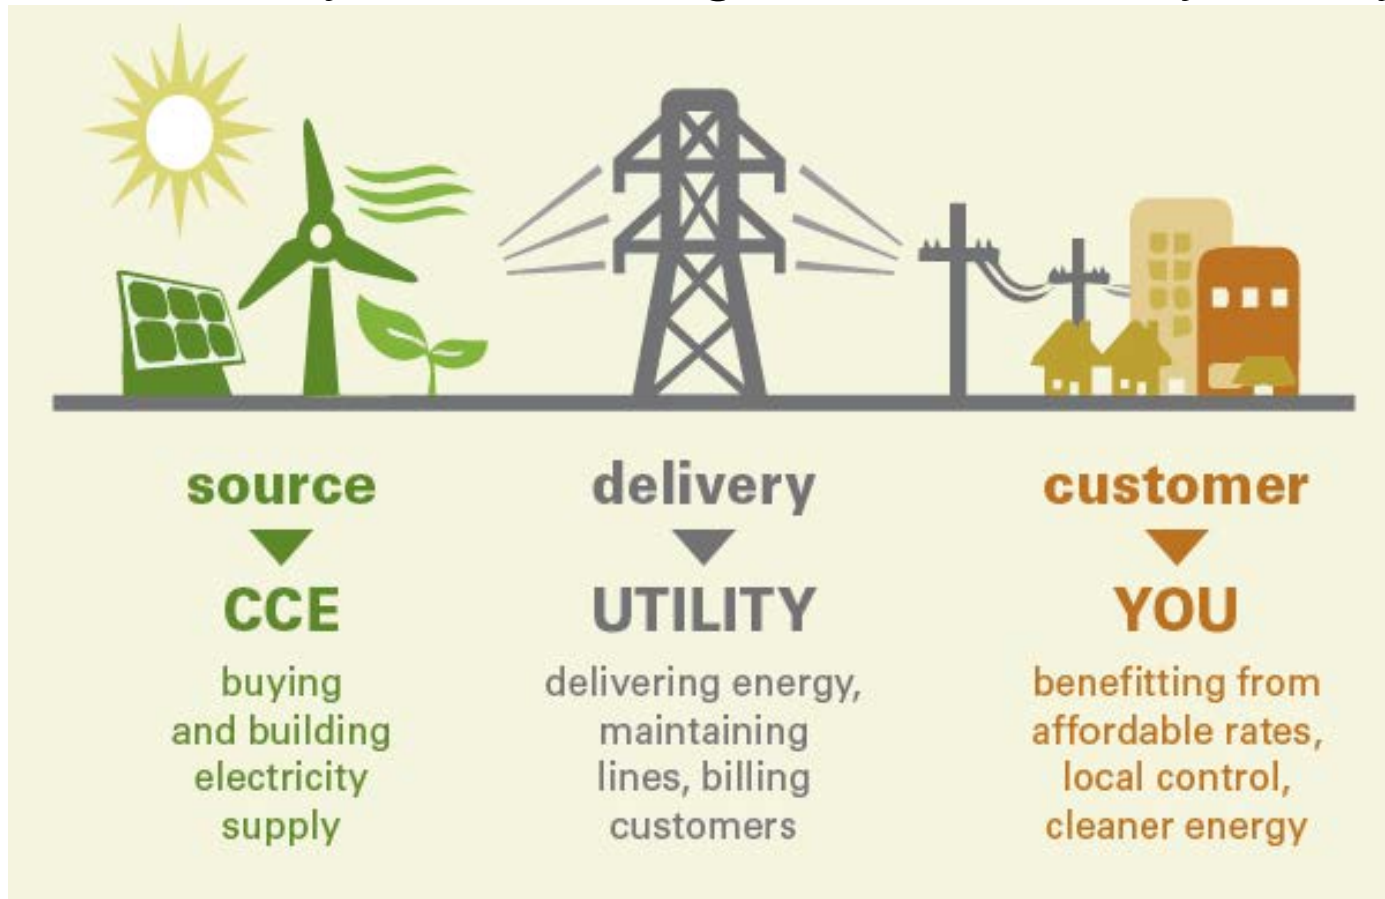 source
CCE
buying
and building
electricity
supply
delivery
UTILITY
delivering energy,
maintaining
lines, billing
customers
customer
YOU
benefitting from
affordable rates,
local control,
cleaner energy